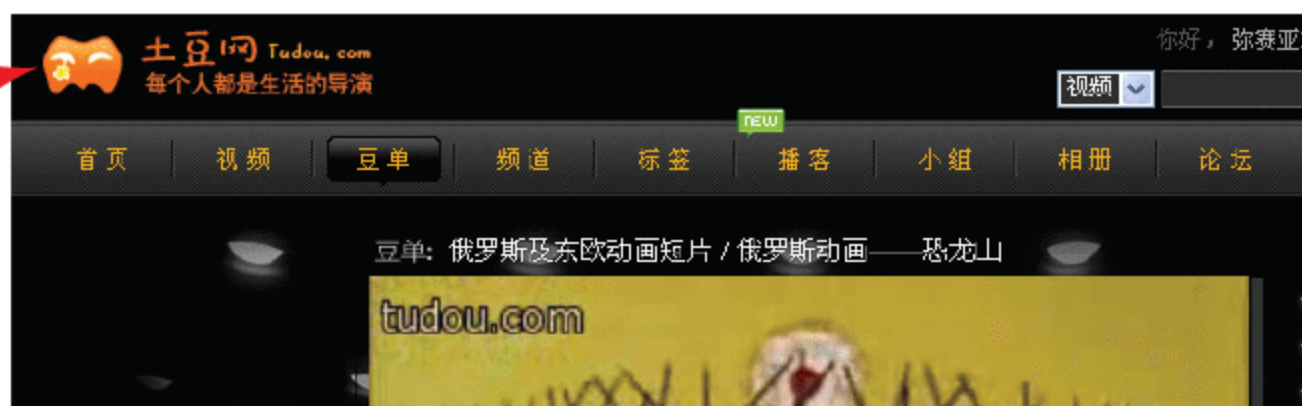 土豆网 Tudou.com
每个人都是生活的导演
你好，弥赛亚
视频
NEW
首页 视频 豆单 频道 标签 播客 小组 相册 论坛
豆单: 俄罗斯及东欧动画短片 / 俄罗斯动画——恐龙山
tudou.com